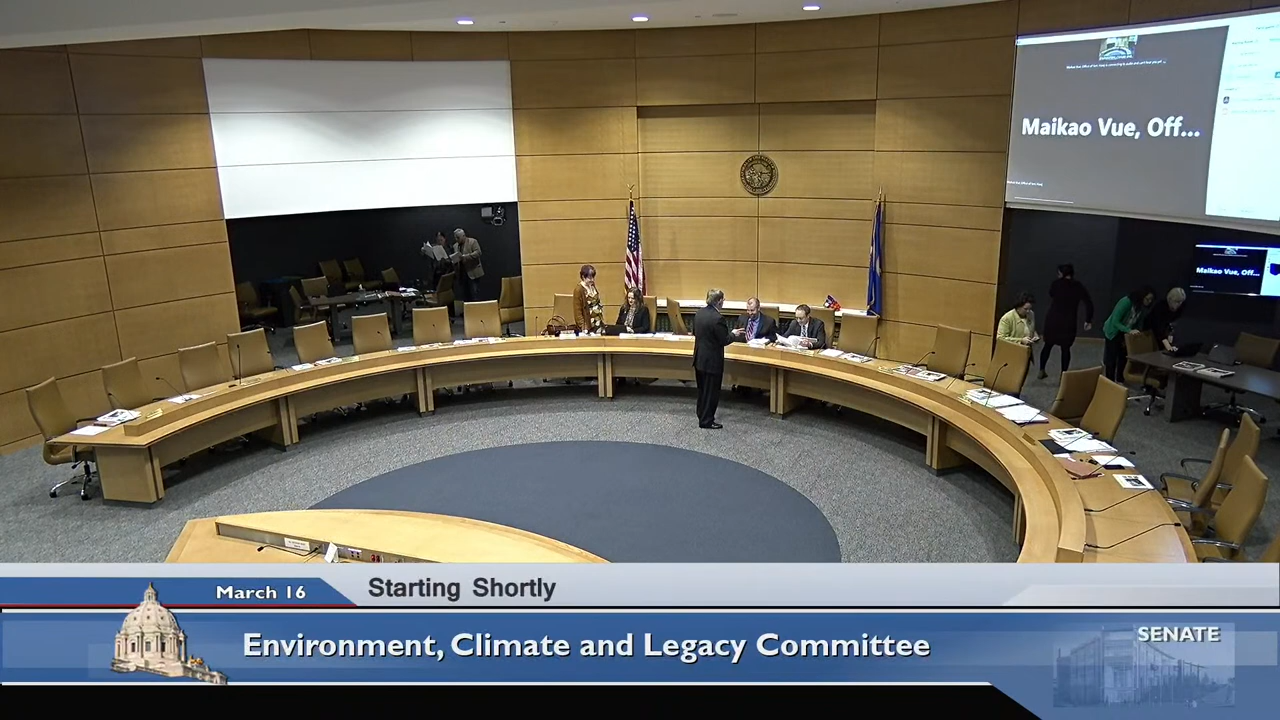 Maikao Vue, Off...
Maikao Vue, Off...
March 16
Starting Shortly
Environment, Climate and Legacy Committee
SENATE